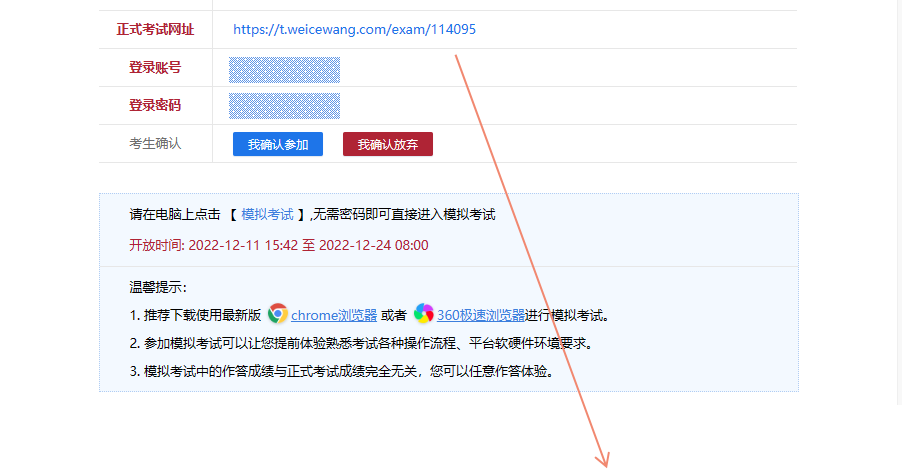 正式考试网址 https://t.weicewang.com/exam/114095
登录账号
登录密码
考生确认 我确认参加 我确认放弃
请在电脑上点击 【 模拟考试 】,无需密码即可直接进入模拟考试
开放时间: 2022-12-11 15:42 至 2022-12-24 08:00
温馨提示：
1. 推荐下载使用最新版 chrome浏览器 或者 360极速浏览器进行模拟考试。
2. 参加模拟考试可以让您提前体验熟悉考试各种操作流程、平台软硬件环境要求。
3. 模拟考试中的作答成绩与正式考试成绩完全无关，您可以任意作答体验。